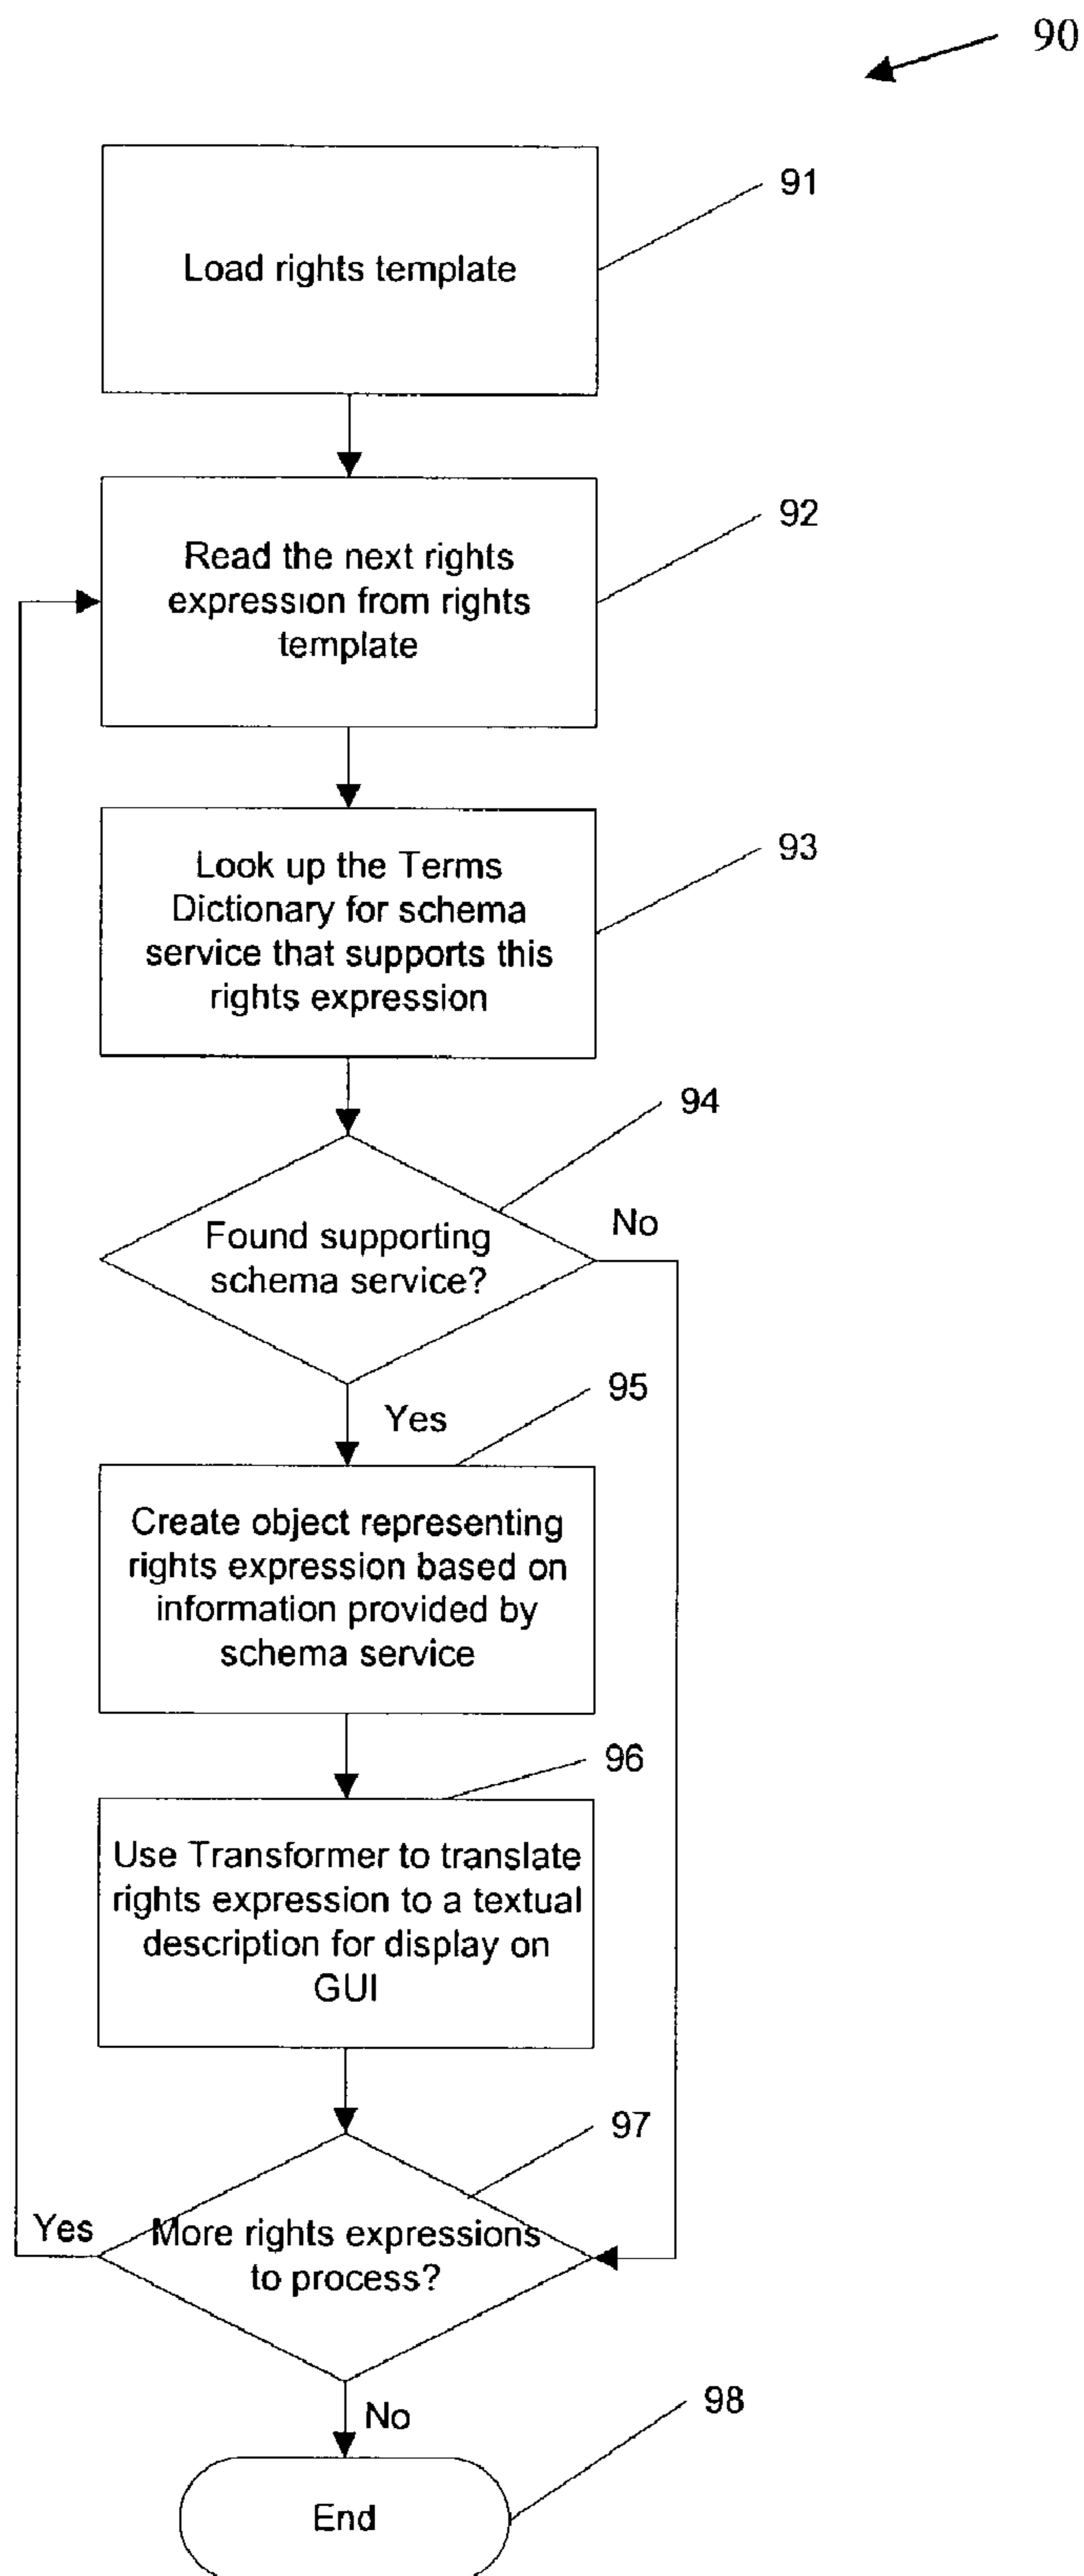 90
91
Load rights template
92
Read the next rights
expression from rights
template
93
Look up the Terms
Dictionary for schema
service that supports this
rights expression
94
Found supporting
schema service?
No
Yes
95
Create object representing
rights expression based on
information provided by
schema service
96
Use Transformer to translate
rights expression to a textual
description for display on
GUI
97
Yes
More rights expressions
to process?
No
98
End